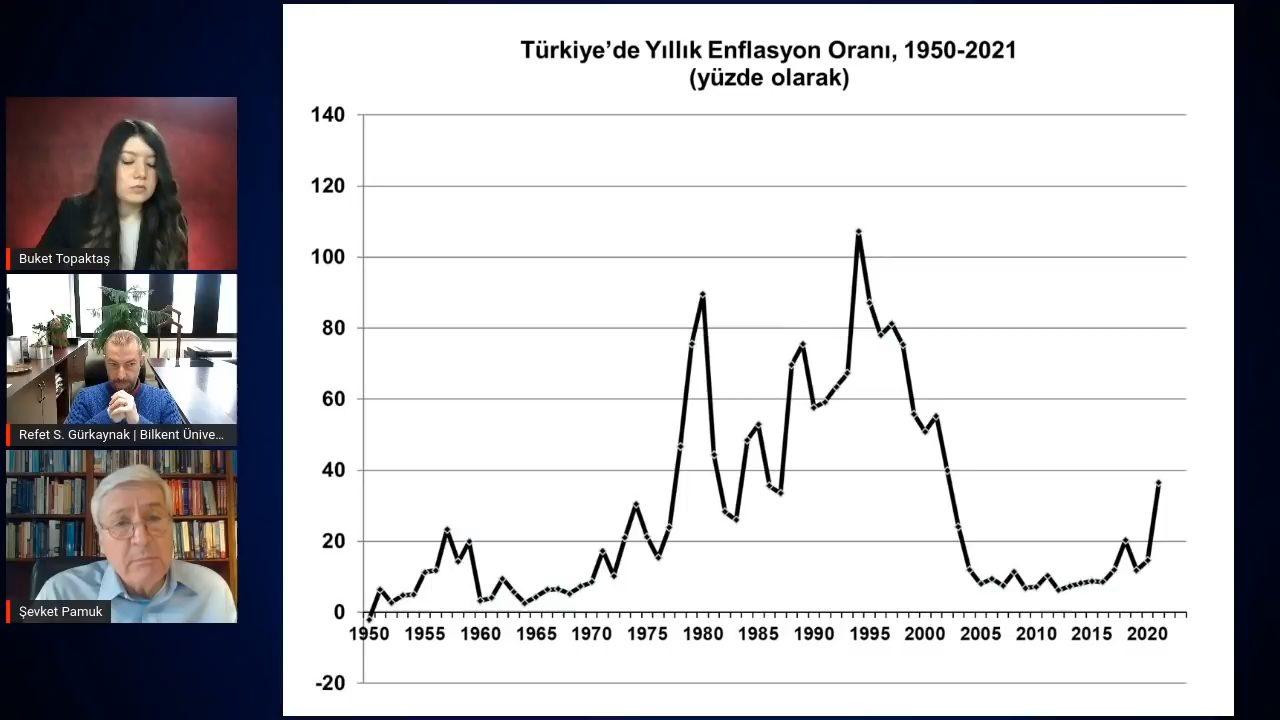 Türkiye’de Yıllık Enflasyon Oranı, 1950-2021
(yüzde olarak)
140
120
100
80
60
40
20
0
-20
1950 1955 1960 1965 1970 1975 1980 1985 1990 1995 2000 2005 2010 2015 2020
Buket Topaktaş
Refet S. Gürkaynak | Bilkent Ünive...
Şevket Pamuk